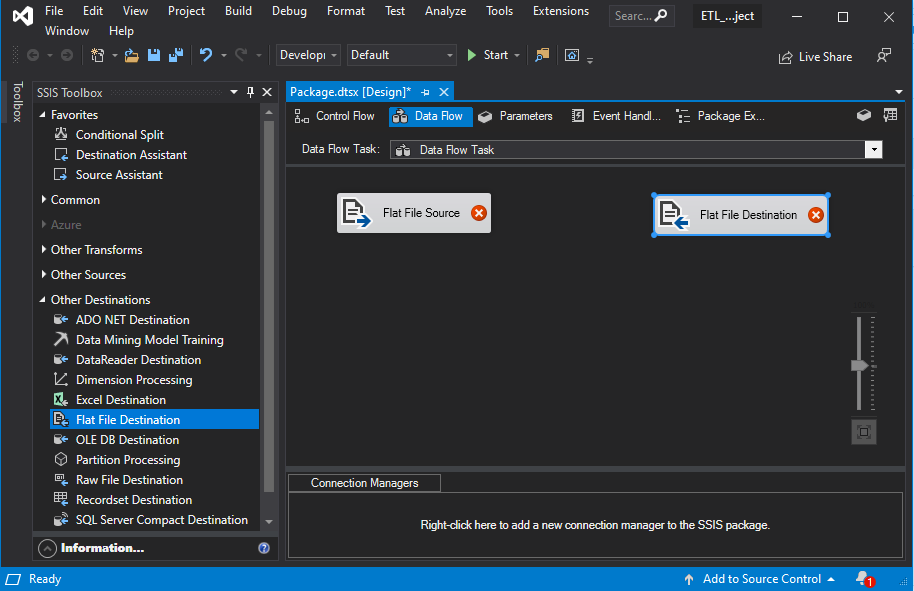 File Edit View Project Build Debug Format Test Analyze Tools Extensions
Window Help
Searc...
ETL_...ject
Develop Default Start
Live Share
Toolbox
SSIS Toolbox
Favorites
Conditional Split
Destination Assistant
Source Assistant
Common
Azure
Other Transforms
Other Sources
Other Destinations
ADO NET Destination
Data Mining Model Training
DataReader Destination
Dimension Processing
Excel Destination
Flat File Destination
OLE DB Destination
Partition Processing
Raw File Destination
Recordset Destination
SQL Server Compact Destination
Information...
Package.dtsx [Design]*
Control Flow Data Flow Parameters Event Handl... Package Ex...
Data Flow Task: Data Flow Task
Flat File Source
Flat File Destination
Connection Managers
Right-click here to add a new connection manager to the SSIS package.
Ready
Add to Source Control
1